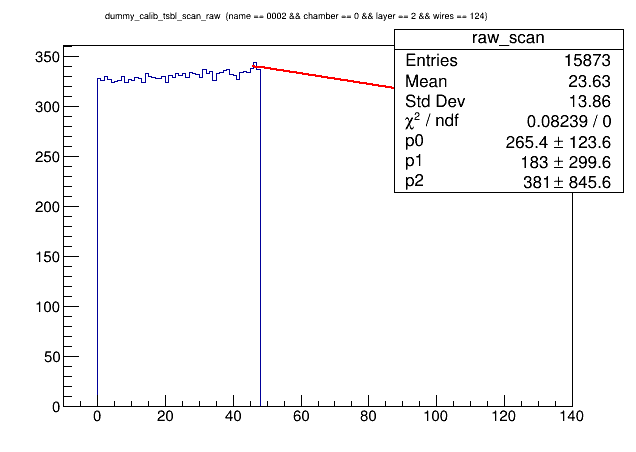 dummy_calib_tsbl_scan_raw {name == 0002 && chamber == 0 && layer == 2 && wires == 124}
raw_scan
Entries 15873
Mean 23.63
Std Dev 13.86
χ² / ndf 0.08239 / 0
p0 265.4 ± 123.6
p1 183 ± 299.6
p2 381 ± 845.6
350
300
250
200
150
100
50
0
0 20 40 60 80 100 120 140